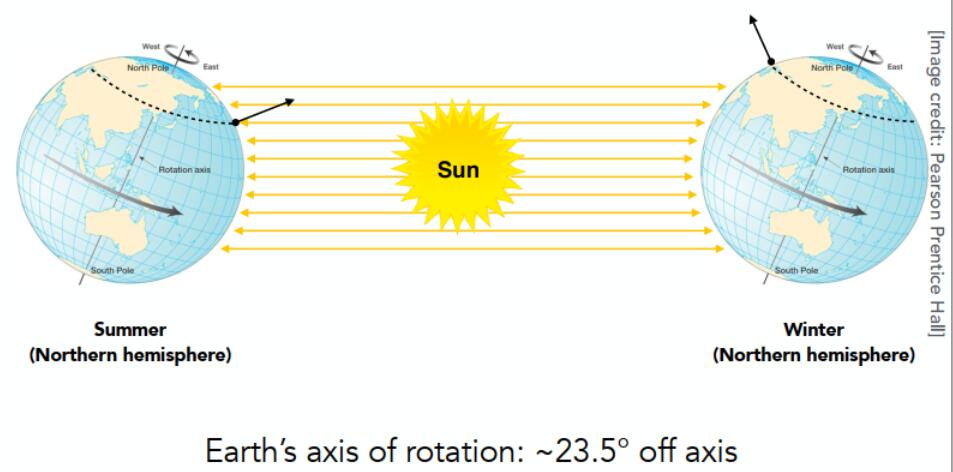 West
East
North Pole
Rotation axis
South Pole
Sun
West
East
North Pole
Rotation axis
South Pole
[Image credit: Pearson Prentice Hall]
Summer
(Northern hemisphere)
Winter
(Northern hemisphere)
Earth’s axis of rotation: ~23.5° off axis